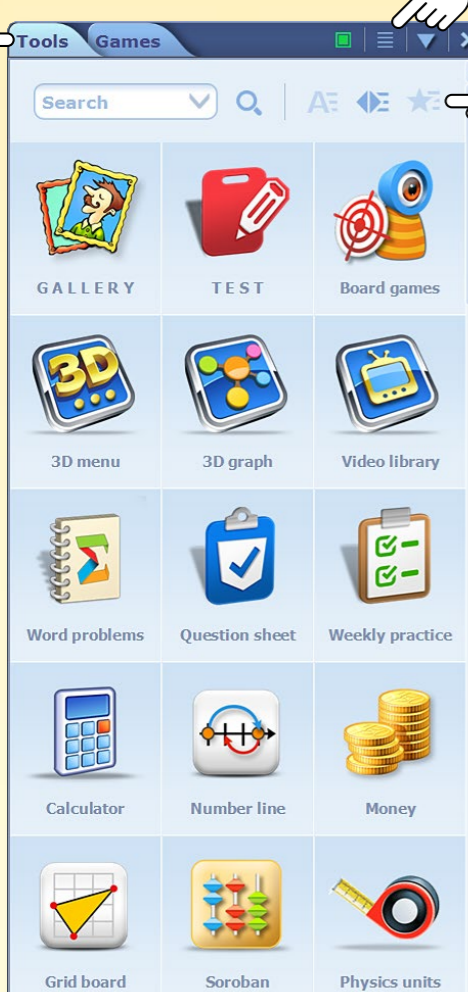 Tools Games
Search
GALLERY TEST Board games
3D
3D menu 3D graph Video library
Word problems Question sheet Weekly practice
Calculator Number line Money
Grid board Soroban Physics units